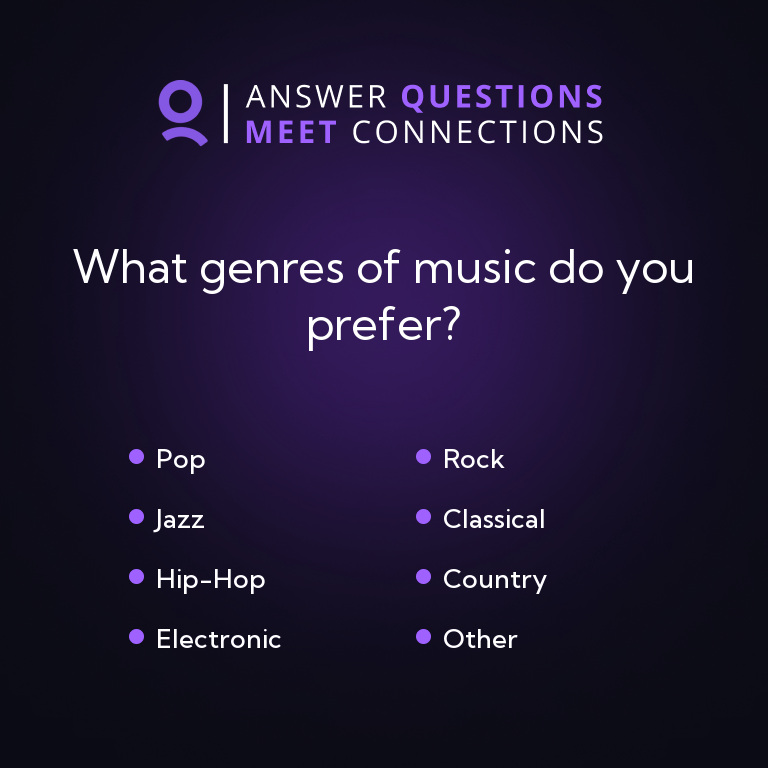 ANSWER QUESTIONS
MEET CONNECTIONS
What genres of music do you
prefer?
Pop
Rock
Jazz
Classical
Hip-Hop
Country
Electronic
Other